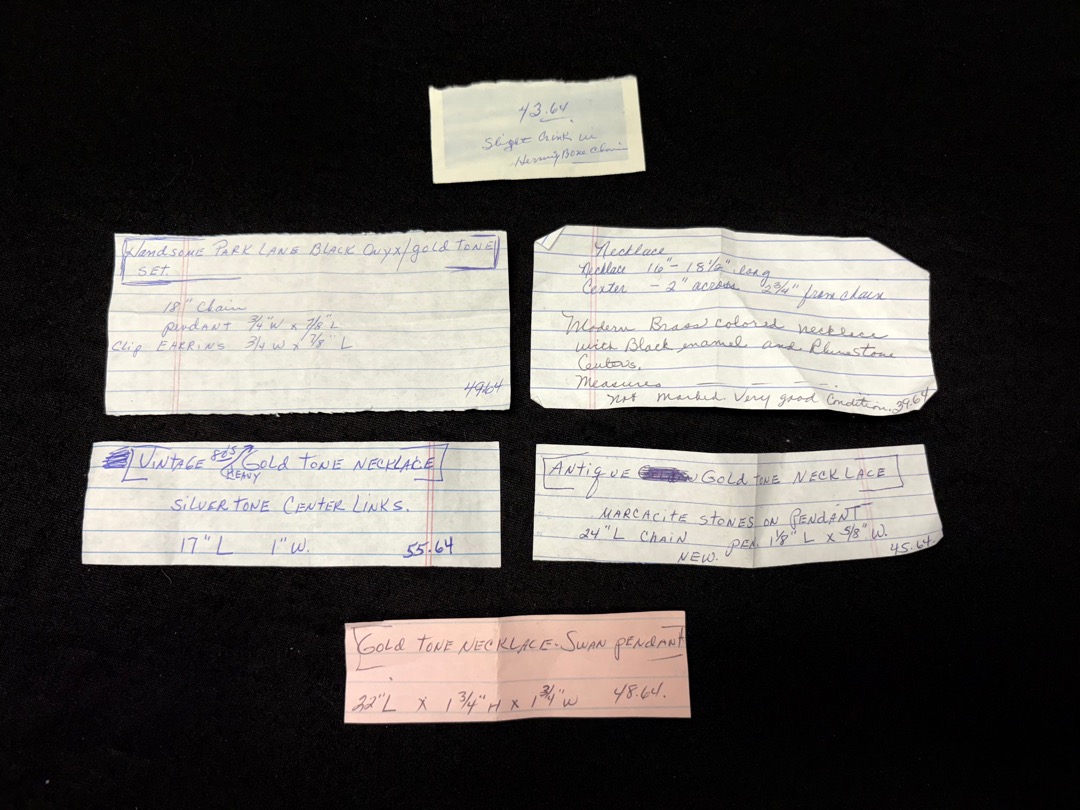 43.64
Slight Crink in
Herring Bone Chain
Handsome Park Lane Black Onyx/gold TONE
SET.
18" Chain
pendant 3/4" W x 7/8" L
Clip EARRINS 3/4 W x 7/8" L
49.64
Necklace
Necklace 16" - 18 1/2" long
Center - 2" across 2 3/4" from chain
Modern Brass colored necklace
with Black enamel and Rhinestone
Centers.
Measures
Not Marked. Very good Condition. 39.64
VINTAGE 80's Gold TONE NECKLACE
HEAVY
SILVERTONE CENTER LINKS.
17" L 1" W. 55.64
ANTIQUE Gold TONE NECKLACE
MARCACITE STONES ON PENDANT
24" L CHAIN PEN. 1 1/8" L x 5/8" W.
NEW. 45.64
Gold TONE NECKLACE - SWAN PENDANT
22" L x 1 3/4" H x 1 3/4" W 48.64.